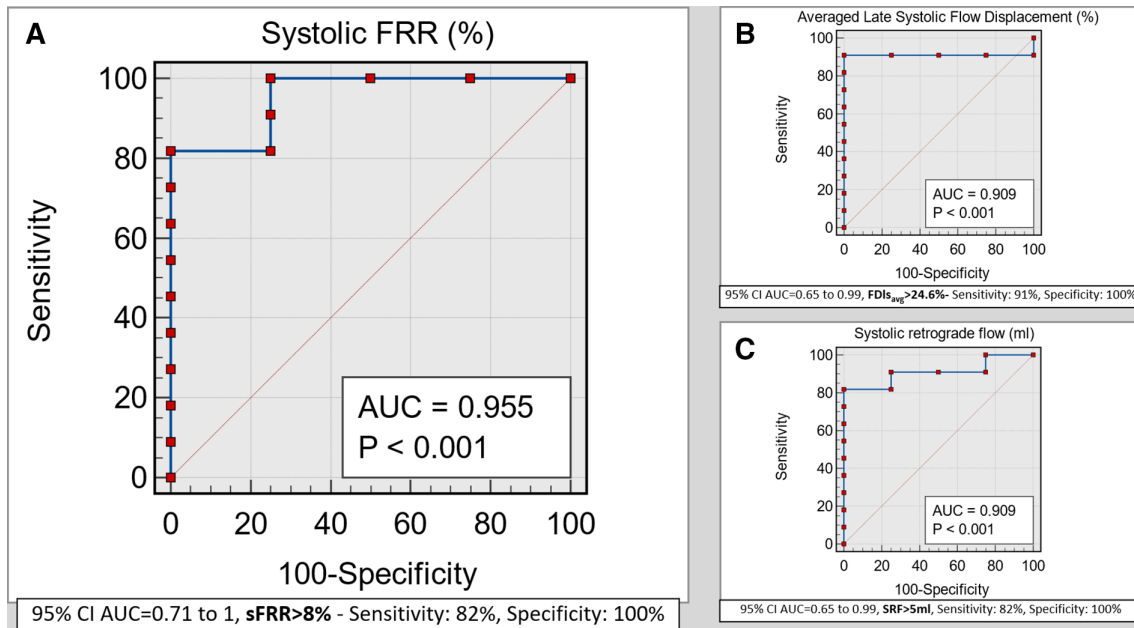 A
Systolic FRR (%)
100
80
60
40
20
0
Sensitivity
AUC = 0.955
P < 0.001
0 20 40 60 80 100
100-Specificity
95% CI AUC=0.71 to 1, sFRR>8% - Sensitivity: 82%, Specificity: 100%
B
Averaged Late Systolic Flow Displacement (%)
100
80
60
40
20
0
Sensitivity
AUC = 0.909
P < 0.001
0 20 40 60 80 100
100-Specificity
95% CI AUC=0.65 to 0.99, FDlsavg>24.6%- Sensitivity: 91%, Specificity: 100%
C
Systolic retrograde flow (ml)
100
80
60
40
20
0
Sensitivity
AUC = 0.909
P < 0.001
0 20 40 60 80 100
100-Specificity
95% CI AUC=0.65 to 0.99, SRF>5ml, Sensitivity: 82%, Specificity: 100%